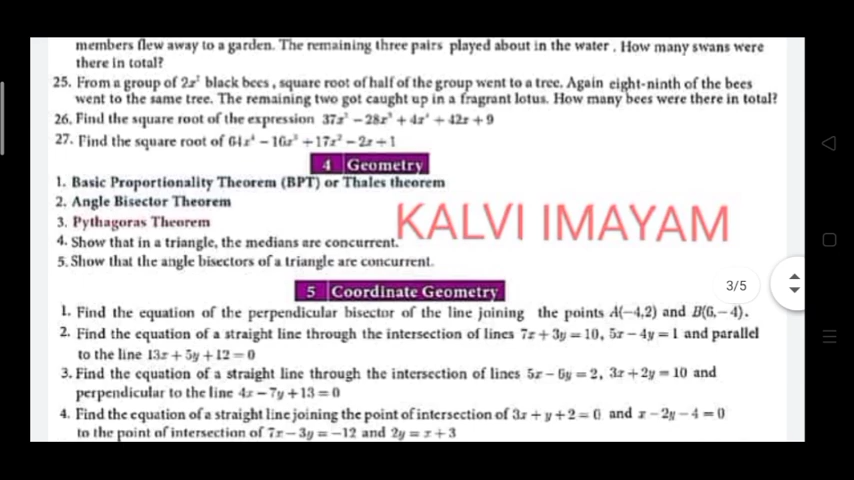 members flew away to a garden. The remaining three pairs played about in the water. How many swans were
there in total?
25. From a group of 2x² black bees, square root of half of the group went to a tree. Again eight-ninth of the bees
went to the same tree. The remaining two got caught up in a fragrant lotus. How many bees were there in total?
26. Find the square root of the expression 37x² − 28x³ + 4x⁴ + 42x + 9
27. Find the square root of 64x⁴ − 16x³ + 17x² − 2x + 1
4 Geometry
1. Basic Proportionality Theorem (BPT) or Thales theorem
2. Angle Bisector Theorem
3. Pythagoras Theorem
KALVI IMAYAM
4. Show that in a triangle, the medians are concurrent.
5. Show that the angle bisectors of a triangle are concurrent.
3/5
5 Coordinate Geometry
1. Find the equation of the perpendicular bisector of the line joining the points A(−4,2) and B(6,−4).
2. Find the equation of a straight line through the intersection of lines 7x + 3y = 10, 5x − 4y = 1 and parallel
to the line 13x + 5y + 12 = 0
3. Find the equation of a straight line through the intersection of lines 5x − 6y = 2, 3x + 2y = 10 and
perpendicular to the line 4x − 7y + 13 = 0
4. Find the equation of a straight line joining the point of intersection of 3x + y + 2 = 0 and x − 2y − 4 = 0
to the point of intersection of 7x − 3y = −12 and 2y = x + 3